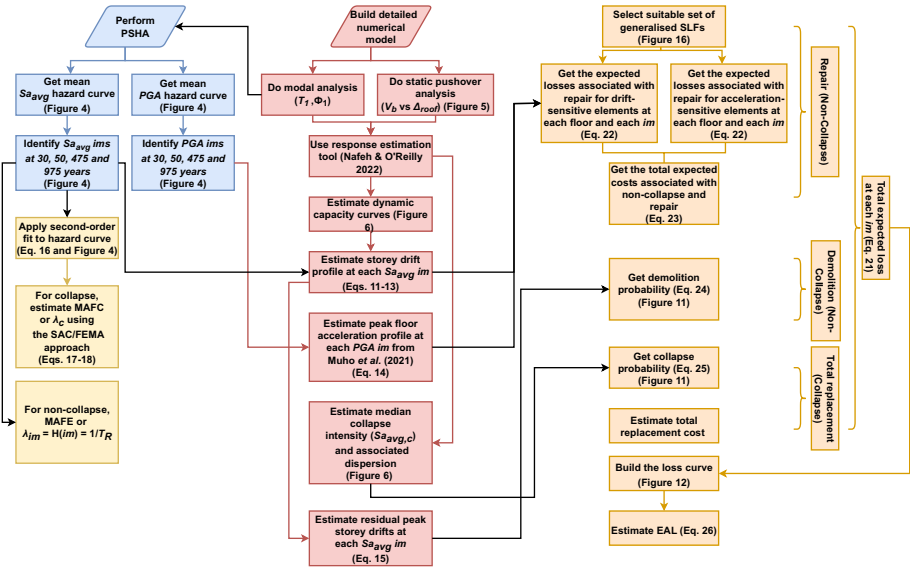 Perform
PSHA
Get mean
Sa_avg hazard curve
(Figure 4)
Get mean
PGA hazard curve
(Figure 4)
Identify Sa_avg ims
at 30, 50, 475 and
975 years
(Figure 4)
Identify PGA ims
at 30, 50, 475 and
975 years
(Figure 4)
Apply second-order
fit to hazard curve
(Eq. 16 and Figure 4)
For collapse,
estimate MAFC
or λ_c using
the SAC/FEMA
approach
(Eqs. 17-18)
For non-collapse,
MAFE or
λ_im = H(im) = 1/T_R
Build detailed
numerical
model
Do modal analysis
(T_1,Φ_1)
Do static pushover
analysis
(V_b vs Δ_roof) (Figure 5)
Use response estimation
tool (Nafeh & O'Reilly
2022)
Estimate dynamic
capacity curves (Figure
6)
Estimate storey drift
profile at each Sa_avg im
(Eqs. 11-13)
Estimate peak floor
acceleration profile at
each PGA im from
Muho et al. (2021)
(Eq. 14)
Estimate median
collapse
intensity (Sa_avg,c)
and associated
dispersion
(Figure 6)
Estimate residual peak
storey drifts at
each Sa_avg im
(Eq. 15)
Select suitable set of
generalised SLFs
(Figure 16)
Get the expected
losses associated with
repair for drift-
sensitive elements at
each floor and each im
(Eq. 22)
Get the expected
losses associated with
repair for acceleration-
sensitive elements at
each floor and each im
(Eq. 22)
Get the total expected
costs associated with
non-collapse and
repair
(Eq. 23)
Get demolition
probability (Eq. 24)
(Figure 11)
Get collapse
probability (Eq. 25)
(Figure 11)
Estimate total
replacement cost
Build the loss curve
(Figure 12)
Estimate EAL (Eq. 26)
Repair (Non-Collapse)
Demolition (Non-
Collapse)
Total replacement
(Collapse)
Total expected loss
at each im (Eq. 21)